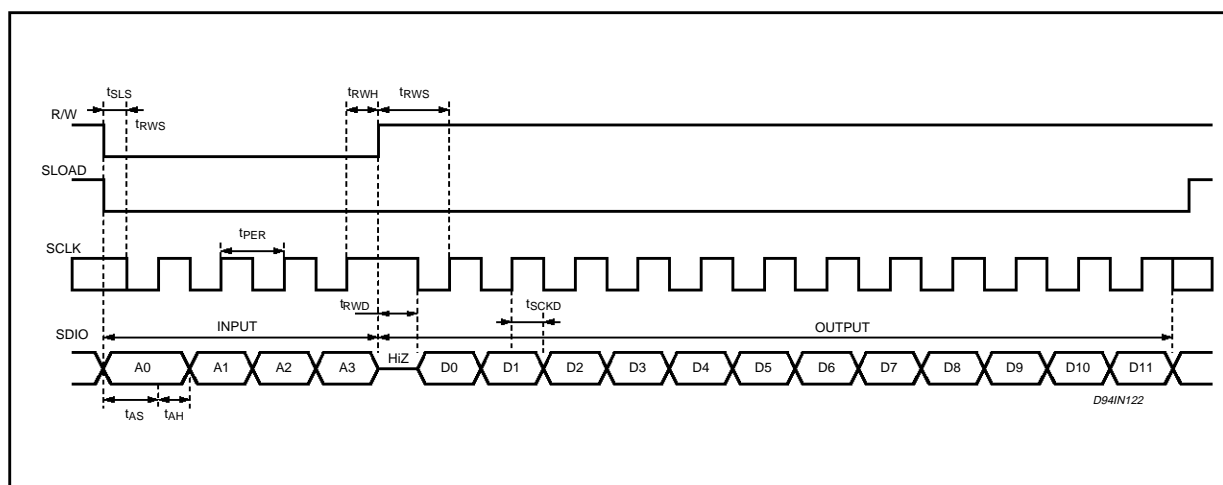 tSLS tRWH tRWS
R/W tRWS
SLOAD
tPER
SCLK
tRWD tSCKD
SDIO INPUT OUTPUT
A0 A1 A2 A3 HiZ D0 D1 D2 D3 D4 D5 D6 D7 D8 D9 D10 D11
tAS tAH D94IN122